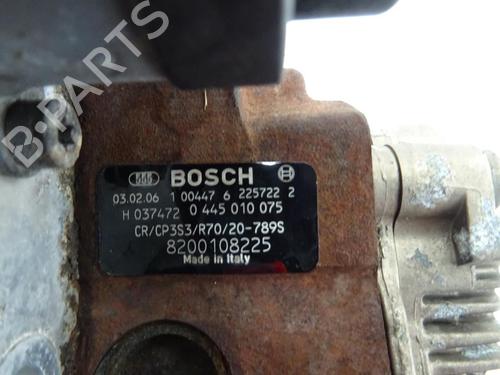 B-PARTS
BOSCH
03.02.06 1 00447 6 225722 2
H 037472 0 445 010 075
CR/CP3S3/R70/20-789S
8200108225
Made in Italy